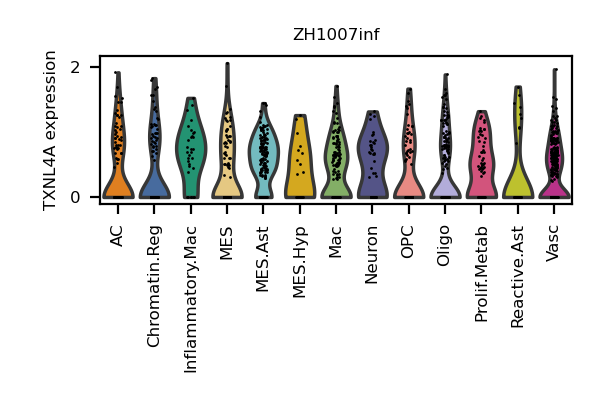 ZH1007inf
TXNL4A expression
2
0
AC
Chromatin.Reg
Inflammatory.Mac
MES
MES.Ast
MES.Hyp
Mac
Neuron
OPC
Oligo
Prolif.Metab
Reactive.Ast
Vasc